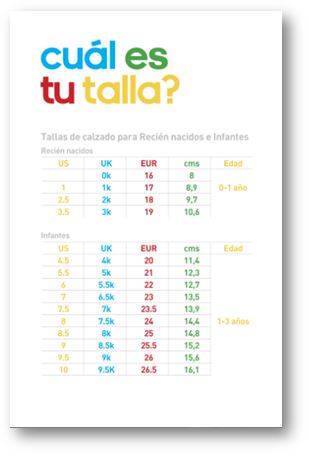 cuál es
tu talla?
Tallas de calzado para Recién nacidos e Infantes
Recién nacidos
US UK EUR cms Edad
0k 16 8
1 1k 17 8,9 0-1 año
2.5 2k 18 9,7
3.5 3k 19 10,6
Infantes
US UK EUR cms Edad
4.5 4k 20 11,4
5.5 5k 21 12,3
6 5.5k 22 12,7
7 6.5k 23 13,5
7.5 7k 23.5 13,9
8 7.5k 24 14,4 1-3 años
8.5 8k 25 14,8
9 8.5k 25.5 15,2
9.5 9k 26 15,6
10 9.5K 26.5 16,1